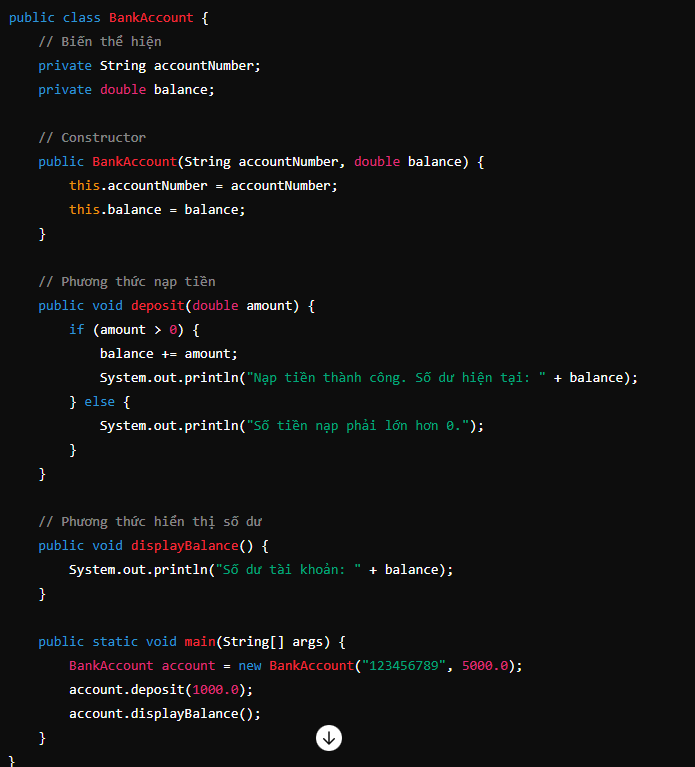 public class BankAccount {
// Biến thể hiện
private String accountNumber;
private double balance;
// Constructor
public BankAccount(String accountNumber, double balance) {
this.accountNumber = accountNumber;
this.balance = balance;
}
// Phương thức nạp tiền
public void deposit(double amount) {
if (amount > 0) {
balance += amount;
System.out.println("Nạp tiền thành công. Số dư hiện tại: " + balance);
} else {
System.out.println("Số tiền nạp phải lớn hơn 0.");
}
}
// Phương thức hiển thị số dư
public void displayBalance() {
System.out.println("Số dư tài khoản: " + balance);
}
public static void main(String[] args) {
BankAccount account = new BankAccount("123456789", 5000.0);
account.deposit(1000.0);
account.displayBalance();
}
}